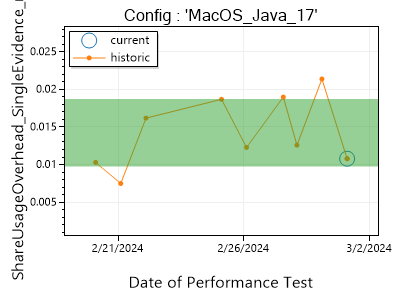 Config : 'MacOS_Java_17'
ShareUsageOverhead_SingleEvidence_
current
historic
0.025
0.02
0.015
0.01
0.005
2/21/2024
2/26/2024
3/2/2024
Date of Performance Test